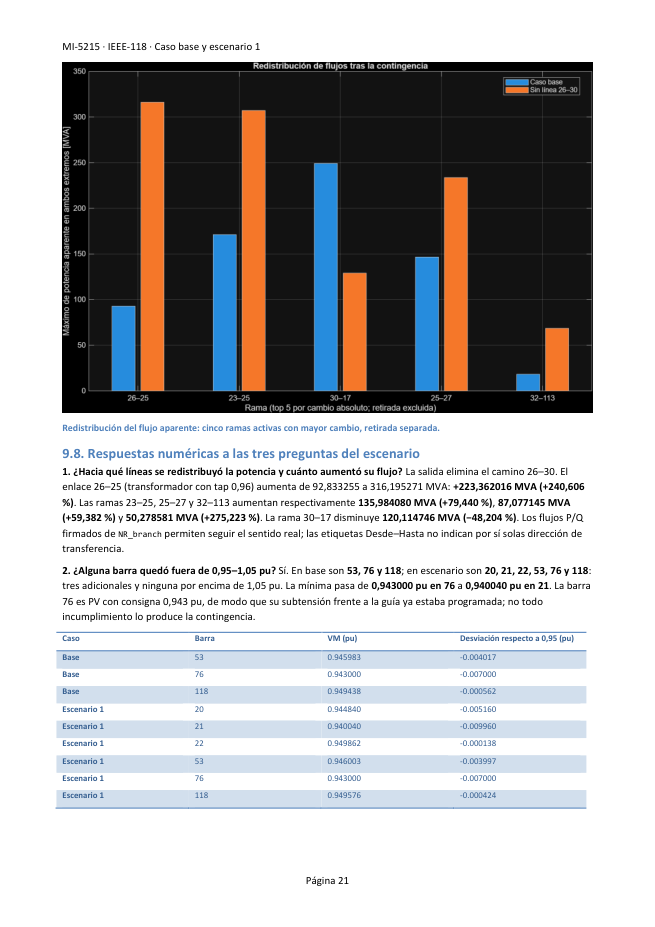 MI-5215 · IEEE-118 · Caso base y escenario 1
Redistribución de flujos tras la contingencia
Caso base
Sin línea 26–30
Máximo de potencia aparente en ambos extremos [MVA]
350
300
250
200
150
100
50
0
26–25
23–25
30–17
25–27
32–113
Rama (top 5 por cambio absoluto; retirada excluida)
Redistribución del flujo aparente: cinco ramas activas con mayor cambio, retirada separada.
9.8. Respuestas numéricas a las tres preguntas del escenario
1. ¿Hacia qué líneas se redistribuyó la potencia y cuánto aumentó su flujo? La salida elimina el camino 26–30. El
enlace 26–25 (transformador con tap 0,96) aumenta de 92,833255 a 316,195271 MVA: +223,362016 MVA (+240,606
%). Las ramas 23–25, 25–27 y 32–113 aumentan respectivamente 135,984080 MVA (+79,440 %), 87,077145 MVA
(+59,382 %) y 50,278581 MVA (+275,223 %). La rama 30–17 disminuye 120,114746 MVA (−48,204 %). Los flujos P/Q
firmados de NR_branch permiten seguir el sentido real; las etiquetas Desde–Hasta no indican por sí solas dirección de
transferencia.
2. ¿Alguna barra quedó fuera de 0,95–1,05 pu? Sí. En base son 53, 76 y 118; en escenario son 20, 21, 22, 53, 76 y 118:
tres adicionales y ninguna por encima de 1,05 pu. La mínima pasa de 0,943000 pu en 76 a 0,940040 pu en 21. La barra
76 es PV con consigna 0,943 pu, de modo que su subtensión frente a la guía ya estaba programada; no todo
incumplimiento lo produce la contingencia.
Caso Barra VM (pu) Desviación respecto a 0,95 (pu)
Base 53 0.945983 -0.004017
Base 76 0.943000 -0.007000
Base 118 0.949438 -0.000562
Escenario 1 20 0.944840 -0.005160
Escenario 1 21 0.940040 -0.009960
Escenario 1 22 0.949862 -0.000138
Escenario 1 53 0.946003 -0.003997
Escenario 1 76 0.943000 -0.007000
Escenario 1 118 0.949576 -0.000424
Página 21